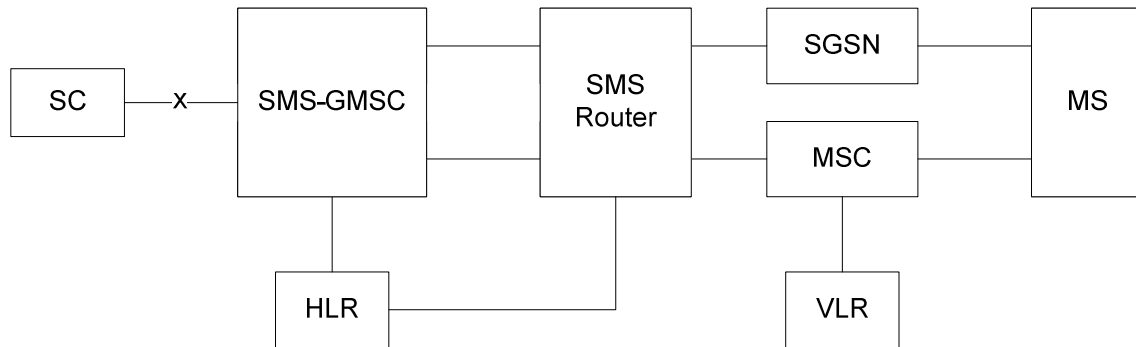 SC
x
SMS-GMSC
SMS
Router
SGSN
MSC
MS
HLR
VLR